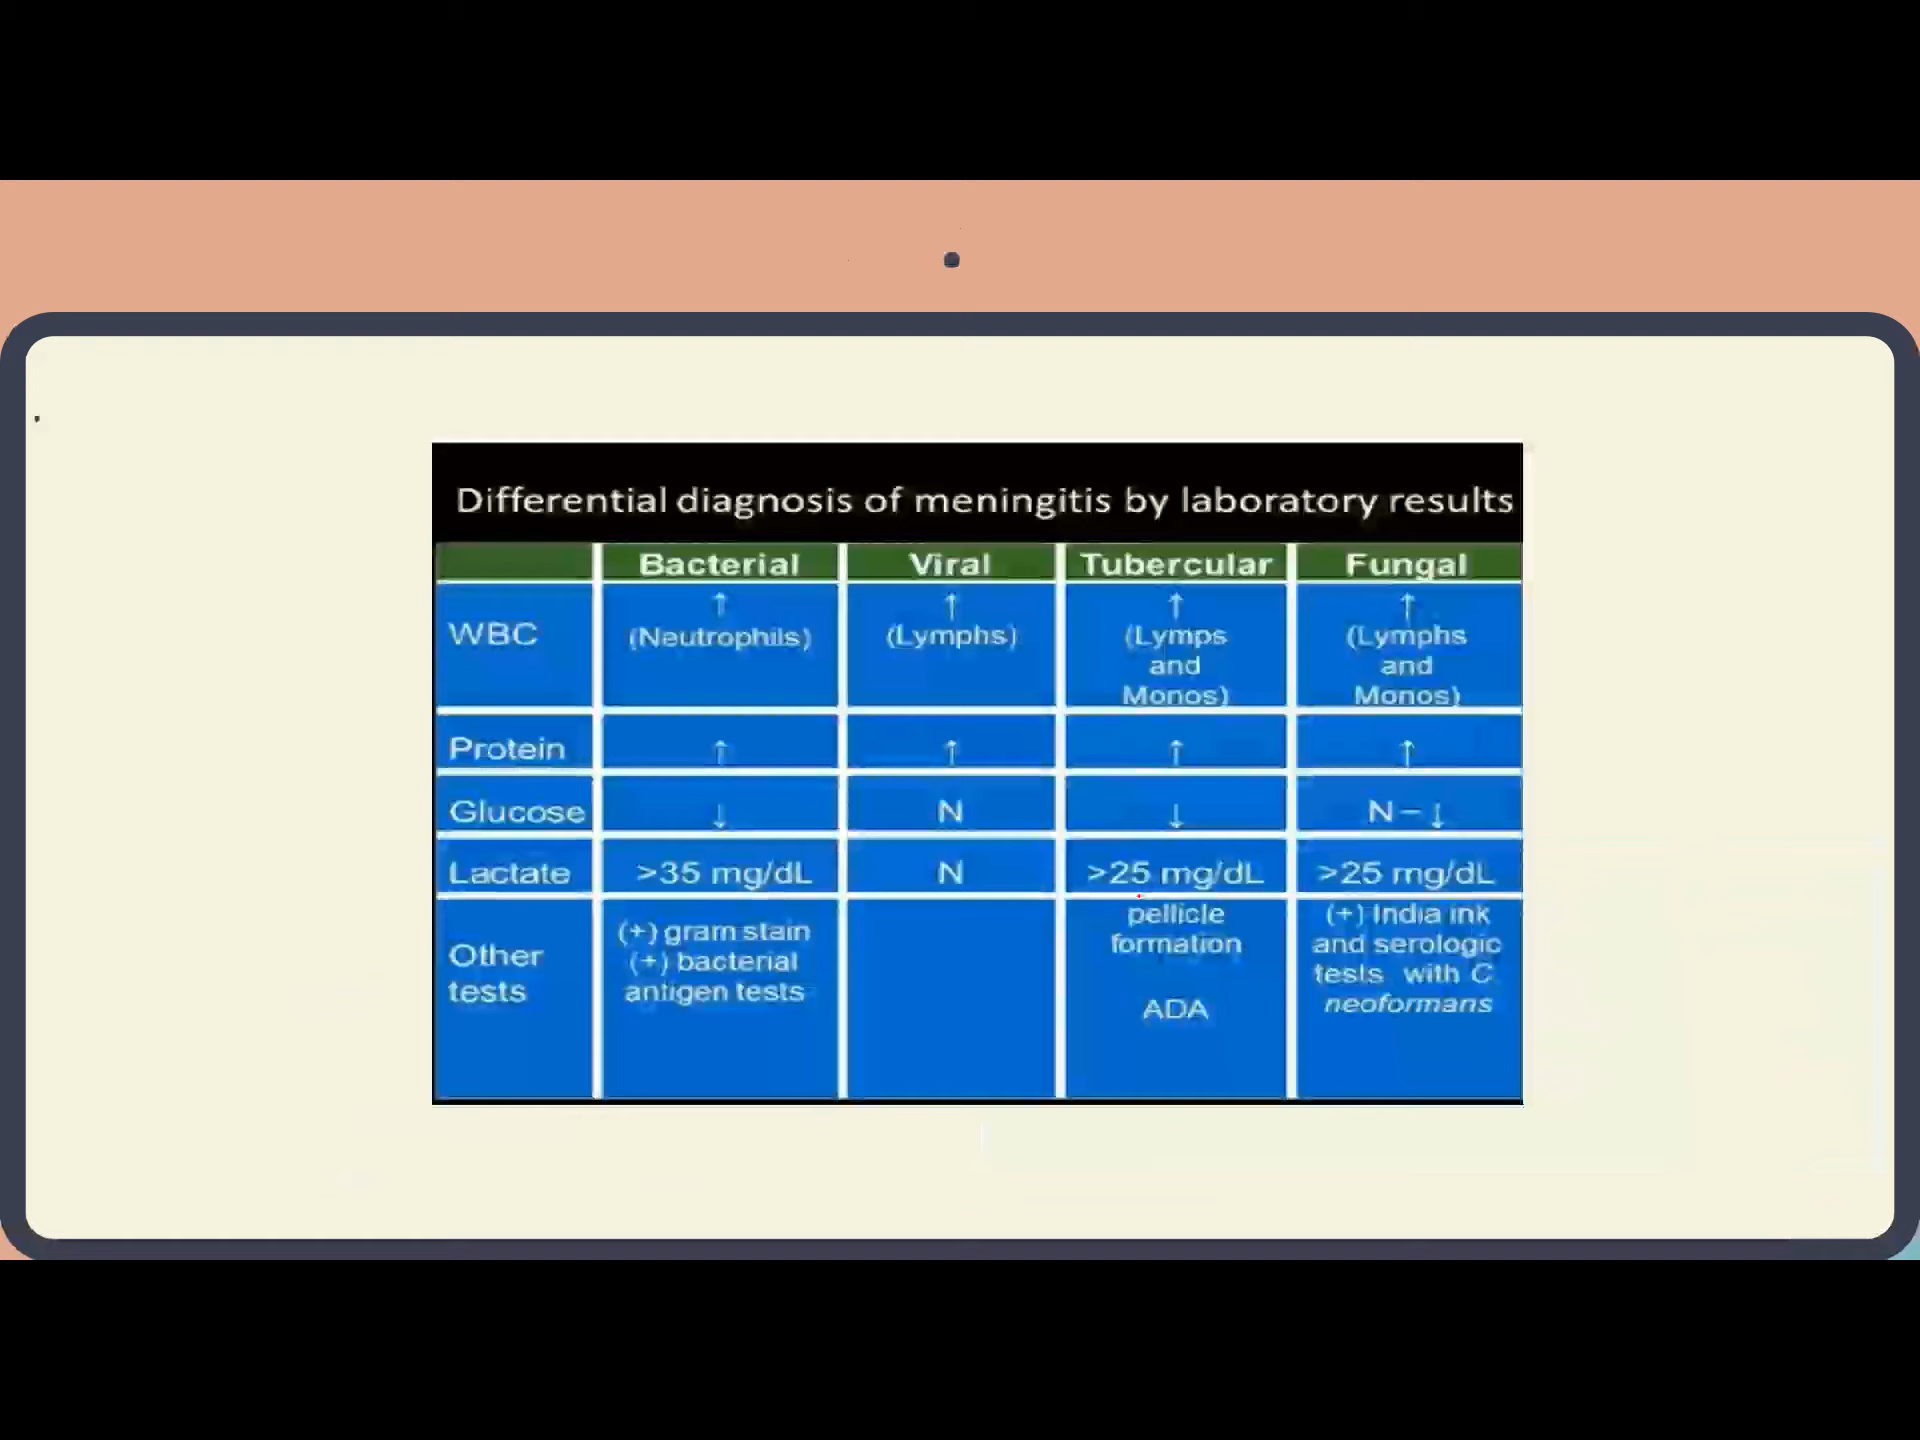 Differential diagnosis of meningitis by laboratory results
Bacterial Viral Tubercular Fungal
WBC ↑ (Neutrophils) ↑ (Lymphs) ↑ (Lymps and Monos) ↑ (Lymphs and Monos)
Protein ↑ ↑ ↑ ↑
Glucose ↓ N ↓ N – ↓
Lactate >35 mg/dL N >25 mg/dL >25 mg/dL
Other tests (+) gram stain (+) bacterial antigen tests pellicle formation ADA (+) India ink and serologic tests with C neoformans